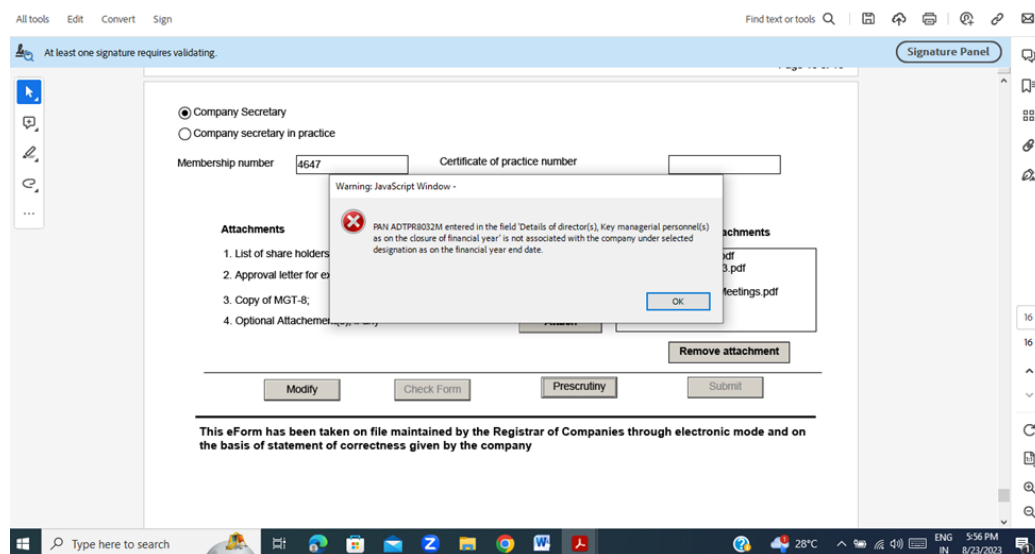 All tools Edit Convert Sign
Find text or tools
At least one signature requires validating.
Signature Panel
Company Secretary
Company secretary in practice
Membership number 4647 Certificate of practice number
Warning: JavaScript Window -
PAN ADTPR8032M entered in the field 'Details of director(s), Key managerial personnel(s)
as on the closure of financial year' is not associated with the company under selected
designation as on the financial year end date.
OK
Attachments
1. List of share holders
2. Approval letter for ex
3. Copy of MGT-8;
4. Optional Attachemen
achments
df
3.pdf
Meetings.pdf
Remove attachment
Modify Check Form Prescrutiny Submit
This eForm has been taken on file maintained by the Registrar of Companies through electronic mode and on
the basis of statement of correctness given by the company
16
16
Type here to search
28°C
ENG
IN
5:56 PM
8/23/2023